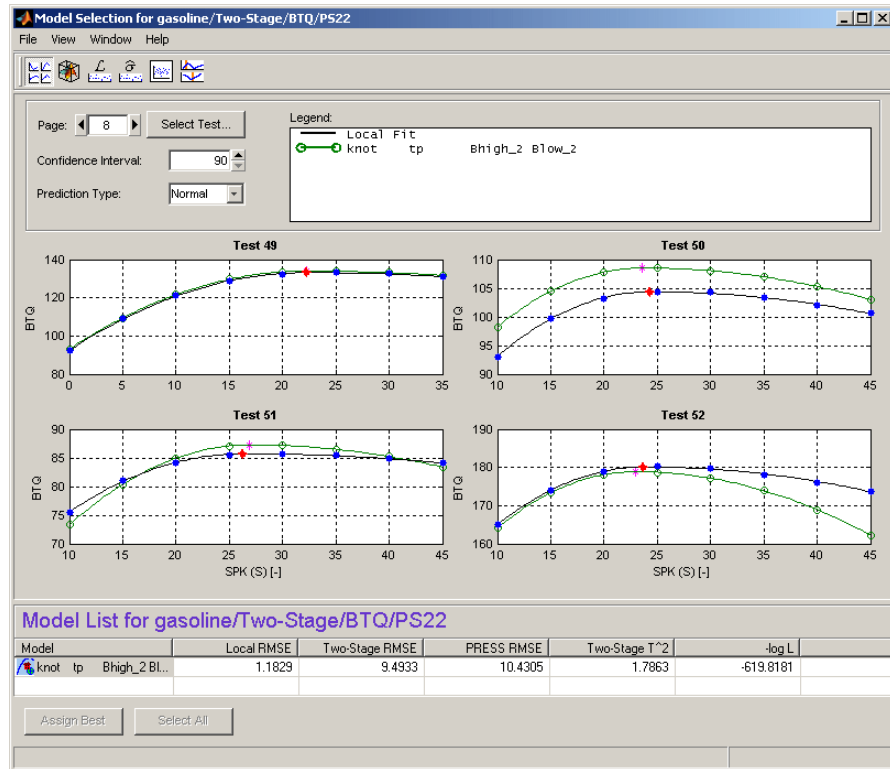 Model Selection for gasoline/Two-Stage/BTQ/PS22
File View Window Help
Page: 8 Select Test...
Confidence Interval: 90
Prediction Type: Normal
Legend:
Local Fit
knot tp Bhigh_2 Blow_2
Test 49
140
120
100
80
BTQ
0 5 10 15 20 25 30 35
Test 50
110
105
100
95
90
BTQ
10 15 20 25 30 35 40 45
Test 51
90
85
80
75
70
BTQ
10 15 20 25 30 35 40 45
SPK (S) [-]
Test 52
190
180
170
160
BTQ
10 15 20 25 30 35 40 45
SPK (S) [-]
Model List for gasoline/Two-Stage/BTQ/PS22
Model Local RMSE Two-Stage RMSE PRESS RMSE Two-Stage T^2 -log L
knot tp Bhigh_2 Bl... 1.1829 9.4933 10.4305 1.7863 -619.8181
Assign Best Select All